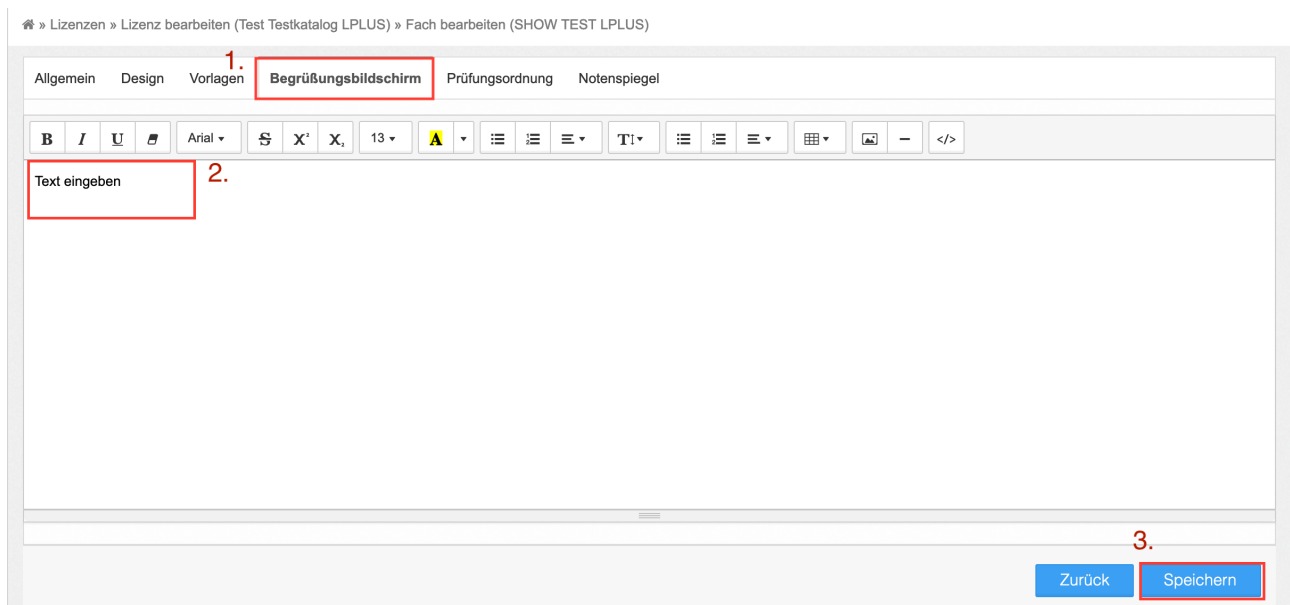 » Lizenzen » Lizenz bearbeiten (Test Testkatalog LPLUS) » Fach bearbeiten (SHOW TEST LPLUS)
1.
Allgemein Design Vorlagen Begrüßungsbildschirm Prüfungsordnung Notenspiegel
B I U Arial S X² X, 13 A T </>
Text eingeben
2.
3.
Zurück Speichern